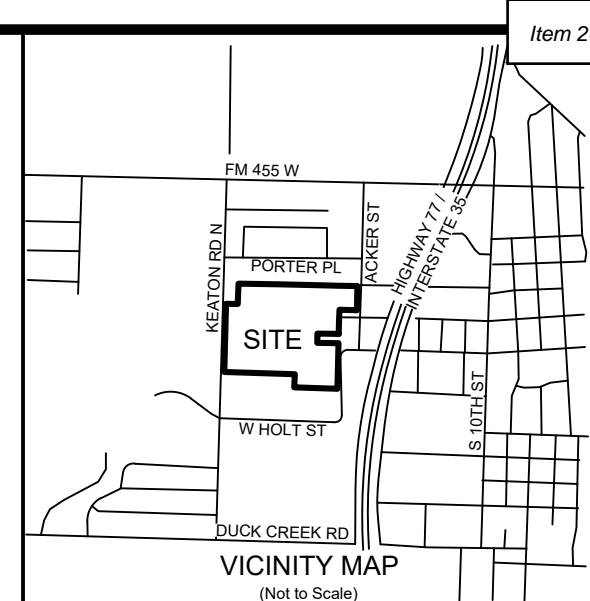 Item 2
FM 455 W
KEATON RD N
ACKER ST
HIGHWAY 77 /
INTERSTATE 35
PORTER PL
SITE
S 10TH ST
W HOLT ST
DUCK CREEK RD
VICINITY MAP
(Not to Scale)